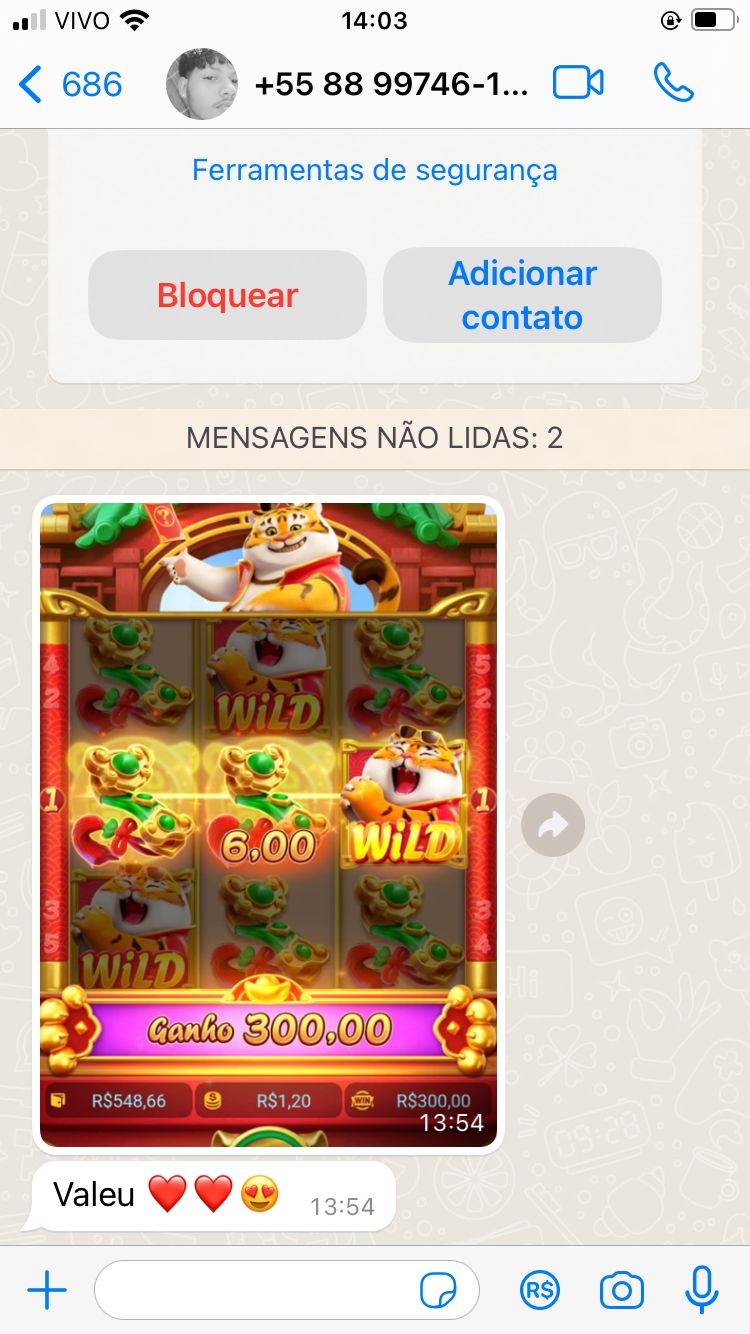 VIVO 14:03
686 +55 88 99746-1...
Ferramentas de segurança
Bloquear
Adicionar
contato
MENSAGENS NÃO LIDAS: 2
WiLD
4 5
2 2
1 6,00 WiLD 1
3 3
5 WiLD 4
Ganho 300,00
R$548,66 R$1,20 WIN R$300,00
13:54
Valeu ❤️❤️😍 13:54
R$